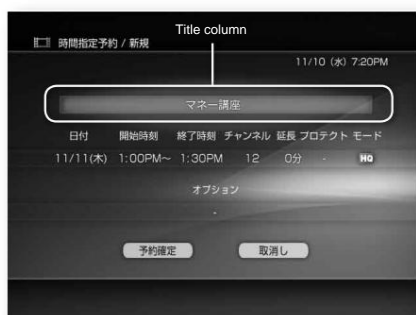 Title column
時間指定予約 / 新規
11/10 (水) 7:20PM
マネー講座
日付 開始時刻 終了時刻 チャンネル 延長 プロテクト モード
11/11(木) 1:00PM～ 1:30PM 12 0分 - HQ
オプション
-
予約確定 取消し